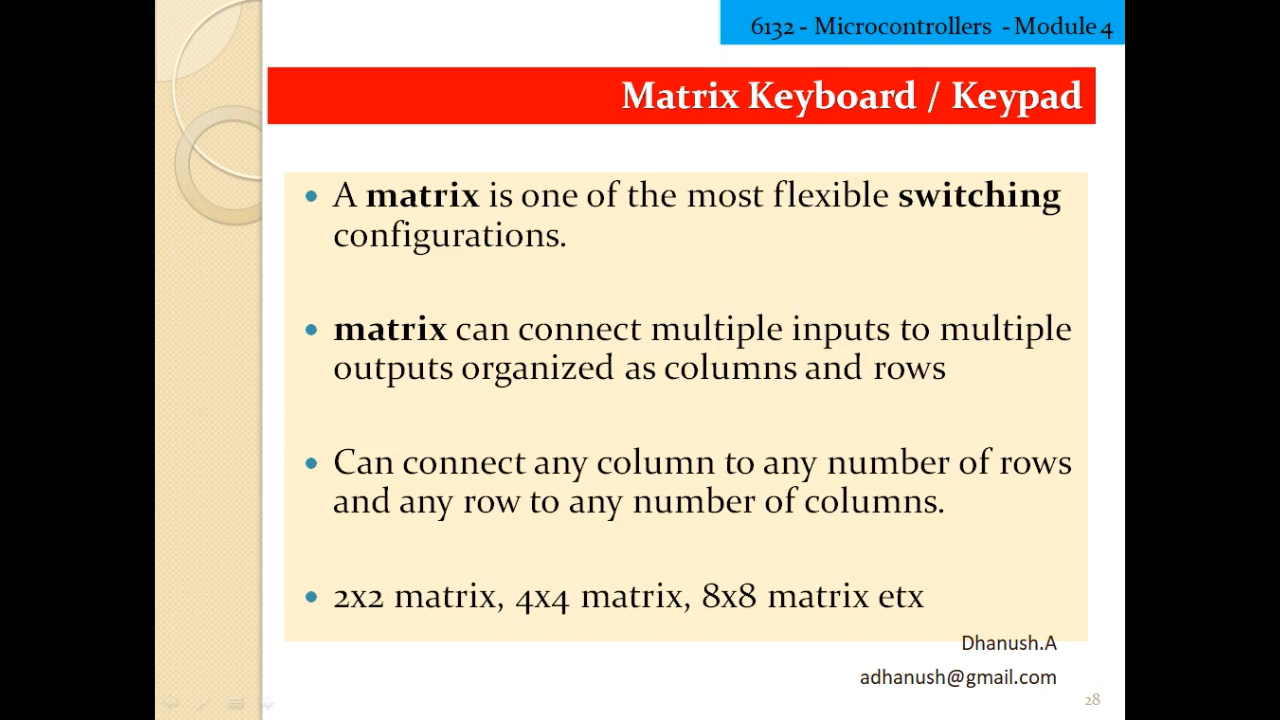 6132 - Microcontrollers - Module 4
Matrix Keyboard / Keypad
• A matrix is one of the most flexible switching
configurations.
• matrix can connect multiple inputs to multiple
outputs organized as columns and rows
• Can connect any column to any number of rows
and any row to any number of columns.
• 2x2 matrix, 4x4 matrix, 8x8 matrix etx
Dhanush.A
adhanush@gmail.com
28